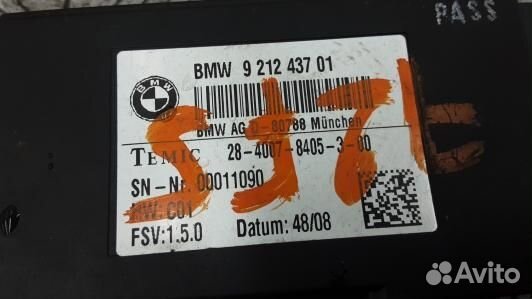 PASS
BMW 9 212 437 01
BMW AG D-80788 München
TEMIC 28-4007-8405-3-00
SN-Nr. 00011090
HW: C01
FSV:1.5.0 Datum: 48/08
Avito